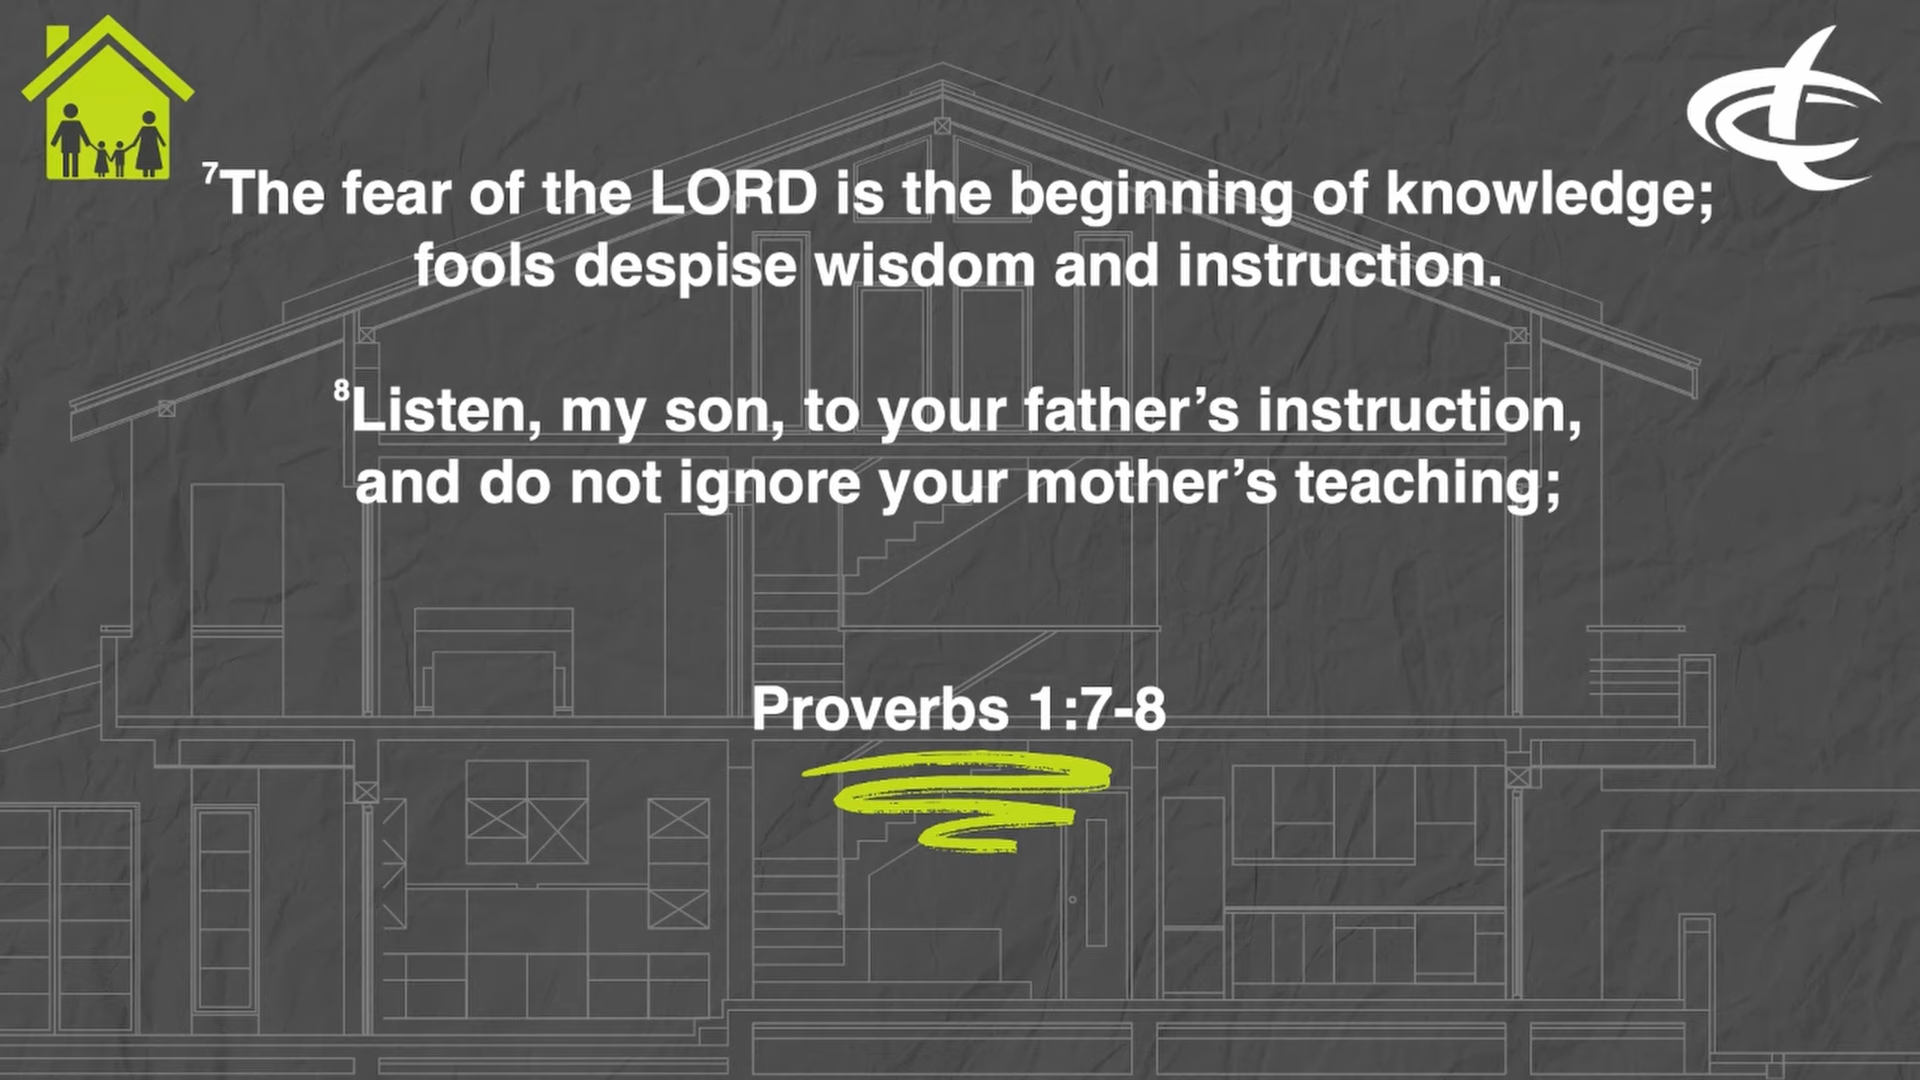 ⁷The fear of the LORD is the beginning of knowledge;
fools despise wisdom and instruction.
⁸Listen, my son, to your father’s instruction,
and do not ignore your mother’s teaching;
Proverbs 1:7-8